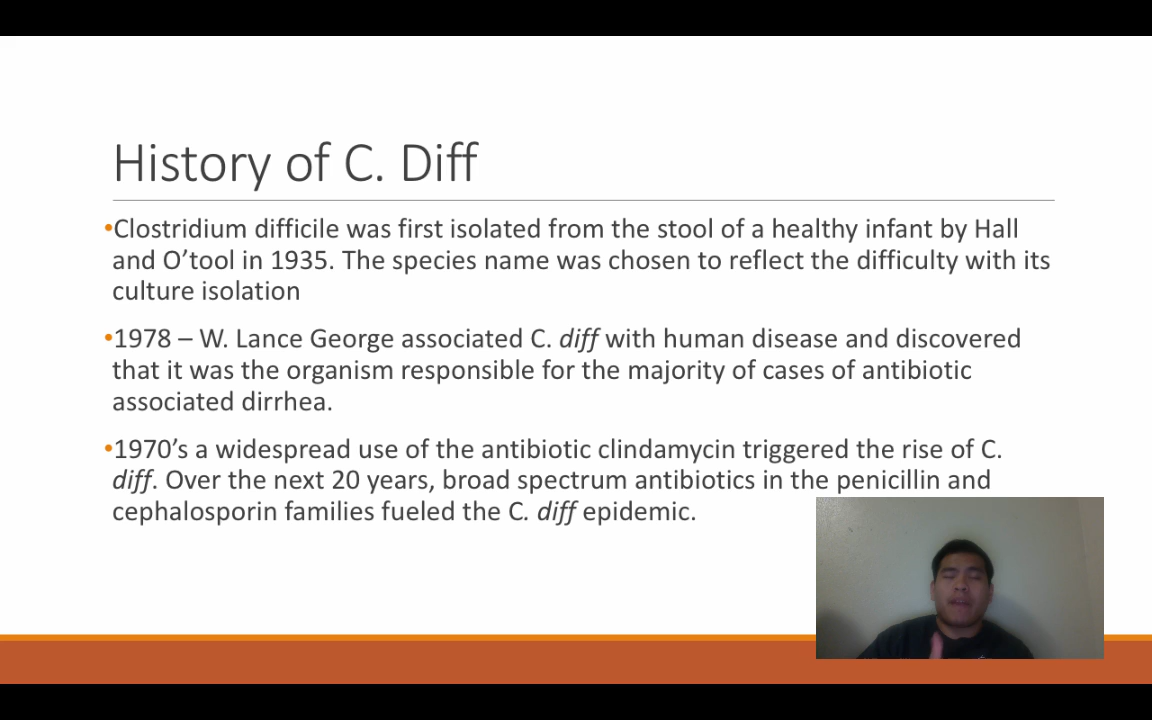 History of C. Diff
•Clostridium difficile was first isolated from the stool of a healthy infant by Hall
and O’tool in 1935. The species name was chosen to reflect the difficulty with its
culture isolation
•1978 – W. Lance George associated C. diff with human disease and discovered
that it was the organism responsible for the majority of cases of antibiotic
associated dirrhea.
•1970’s a widespread use of the antibiotic clindamycin triggered the rise of C.
diff. Over the next 20 years, broad spectrum antibiotics in the penicillin and
cephalosporin families fueled the C. diff epidemic.